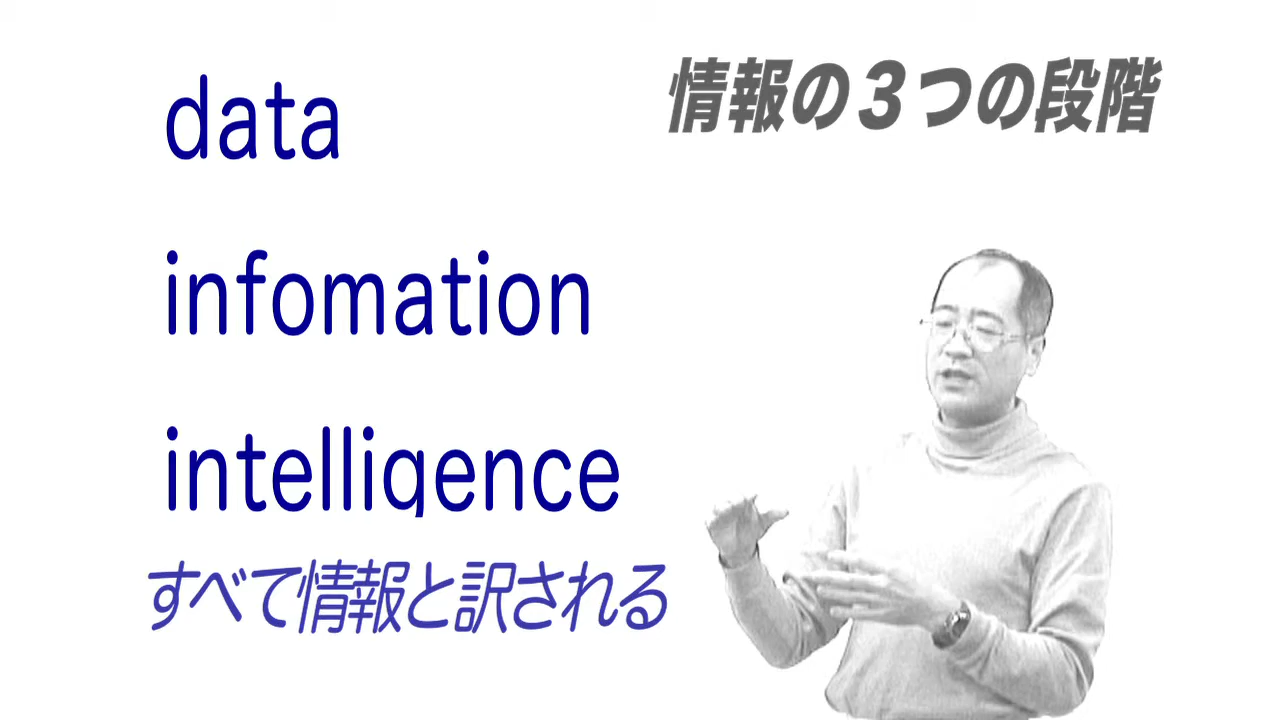 情報の３つの段階
data
infomation
intelligence
すべて情報と訳される